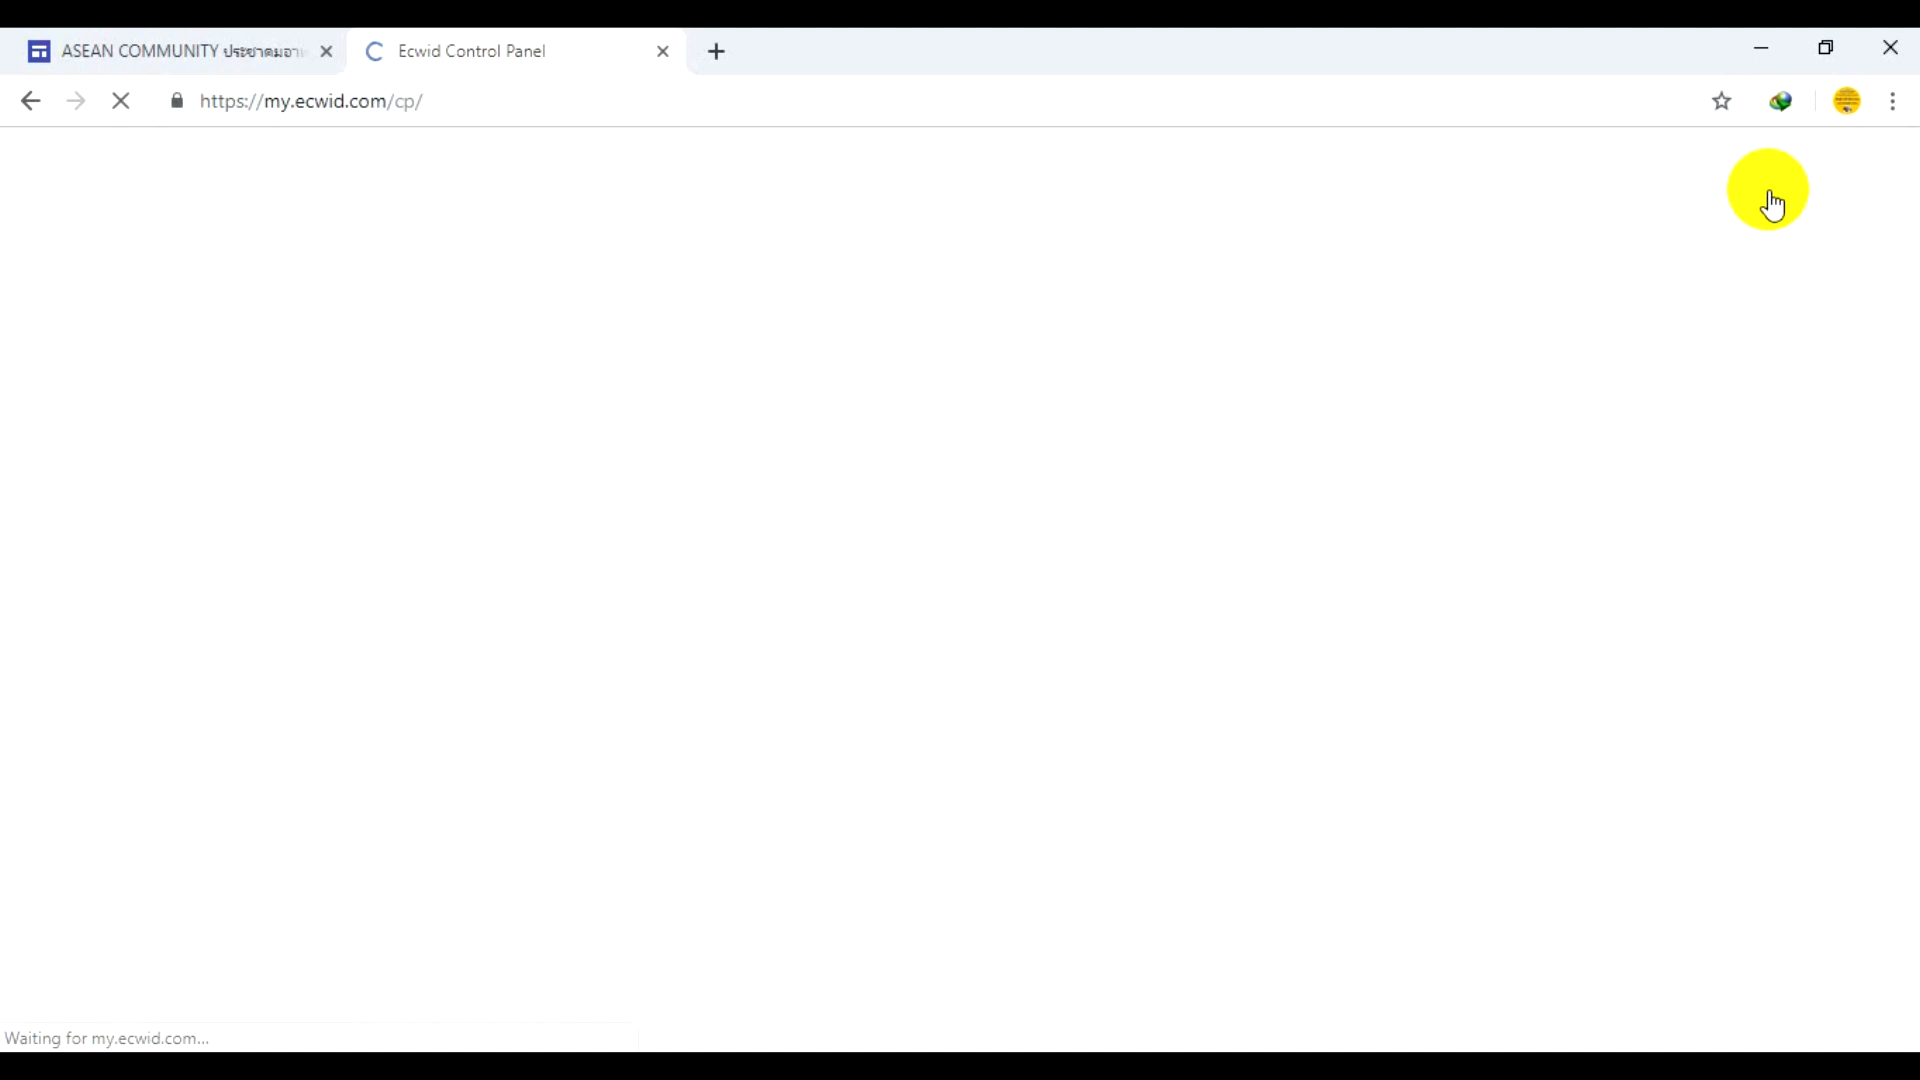 ASEAN COMMUNITY ประชาคมอา
Ecwid Control Panel
https://my.ecwid.com/cp/
Waiting for my.ecwid.com...